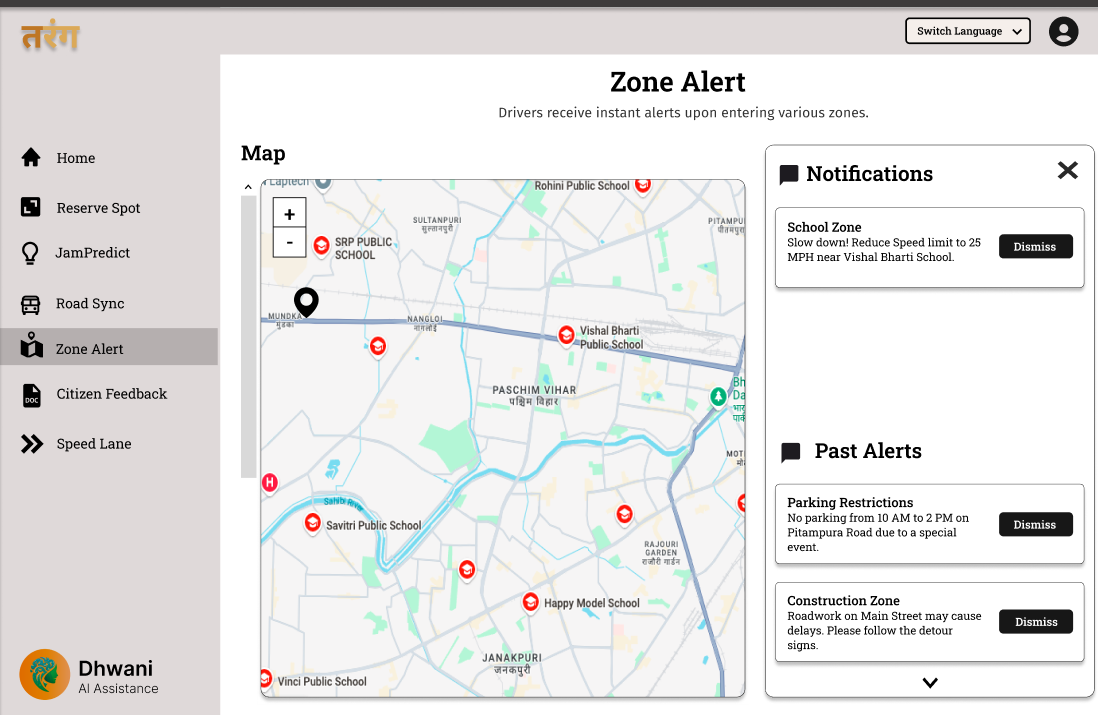 तरंग
Switch Language
Zone Alert
Drivers receive instant alerts upon entering various zones.
Home
Reserve Spot
JamPredict
Road Sync
Zone Alert
Citizen Feedback
Speed Lane
Dhwani
AI Assistance
Map
+
-
Laptech
Rohini Public School
SULTANPURI
सुल्तानपुरी
SRP PUBLIC
SCHOOL
MUNDKA
मुंडका
NANGLOI
नांगलोई
Vishal Bharti
Public School
PASCHIM VIHAR
पश्चिम विहार
H
Sahibi River
Savitri Public School
RAJOURI
GARDEN
राजौरी गार्डन
Happy Model School
JANAKPURI
जनकपुरी
Vinci Public School
Notifications
School Zone
Slow down! Reduce Speed limit to 25
MPH near Vishal Bharti School.
Dismiss
Past Alerts
Parking Restrictions
No parking from 10 AM to 2 PM on
Pitampura Road due to a special
event.
Dismiss
Construction Zone
Roadwork on Main Street may cause
delays. Please follow the detour
signs.
Dismiss